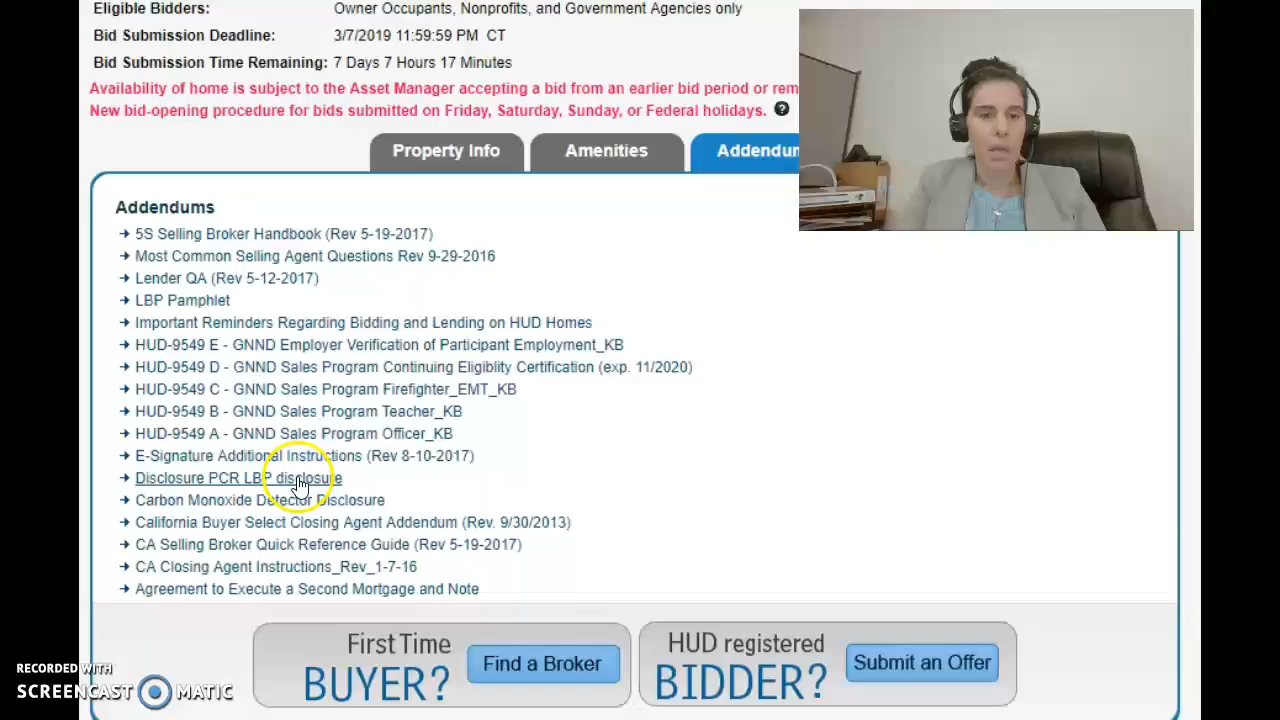 Eligible Bidders: Owner Occupants, Nonprofits, and Government Agencies only
Bid Submission Deadline: 3/7/2019 11:59:59 PM CT
Bid Submission Time Remaining: 7 Days 7 Hours 17 Minutes
Availability of home is subject to the Asset Manager accepting a bid from an earlier bid period or rem
New bid-opening procedure for bids submitted on Friday, Saturday, Sunday, or Federal holidays. ?
Property Info Amenities Addendum
Addendums
5S Selling Broker Handbook (Rev 5-19-2017)
Most Common Selling Agent Questions Rev 9-29-2016
Lender QA (Rev 5-12-2017)
LBP Pamphlet
Important Reminders Regarding Bidding and Lending on HUD Homes
HUD-9549 E - GNND Employer Verification of Participant Employment_KB
HUD-9549 D - GNND Sales Program Continuing Eligiblity Certification (exp. 11/2020)
HUD-9549 C - GNND Sales Program Firefighter_EMT_KB
HUD-9549 B - GNND Sales Program Teacher_KB
HUD-9549 A - GNND Sales Program Officer_KB
E-Signature Additional Instructions (Rev 8-10-2017)
Disclosure PCR LBP disclosure
Carbon Monoxide Detector Disclosure
California Buyer Select Closing Agent Addendum (Rev. 9/30/2013)
CA Selling Broker Quick Reference Guide (Rev 5-19-2017)
CA Closing Agent Instructions_Rev_1-7-16
Agreement to Execute a Second Mortgage and Note
First Time
BUYER?
Find a Broker
HUD registered
BIDDER?
Submit an Offer
RECORDED WITH
SCREENCAST MATIC